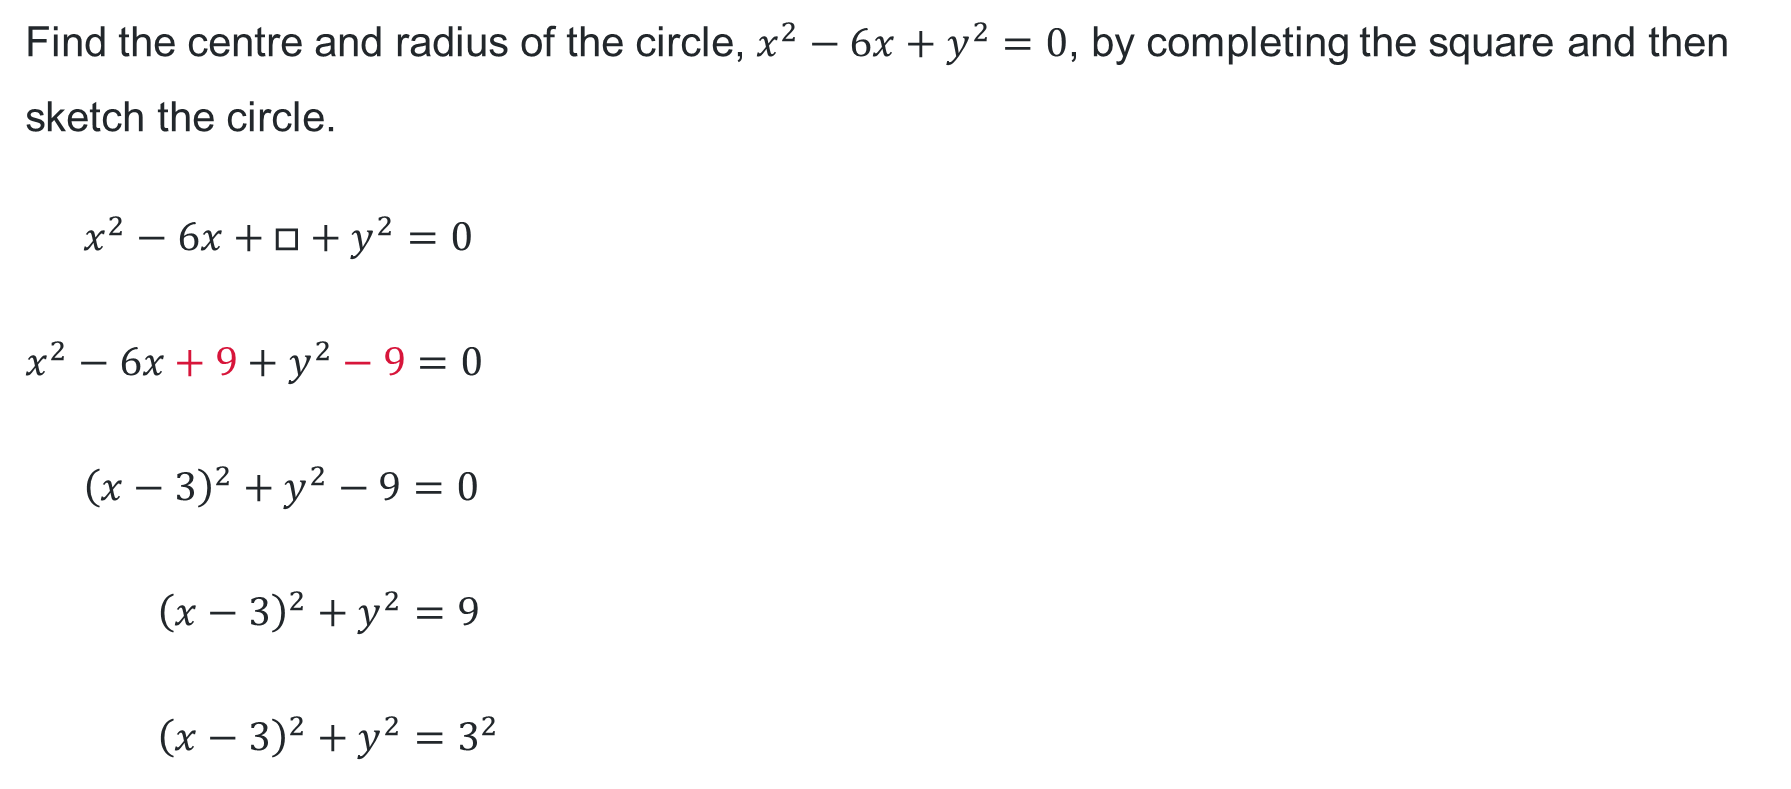 Find the centre and radius of the circle, x² − 6x + y² = 0, by completing the square and then
sketch the circle.
x² − 6x + □ + y² = 0
x² − 6x + 9 + y² − 9 = 0
(x − 3)² + y² − 9 = 0
(x − 3)² + y² = 9
(x − 3)² + y² = 3²